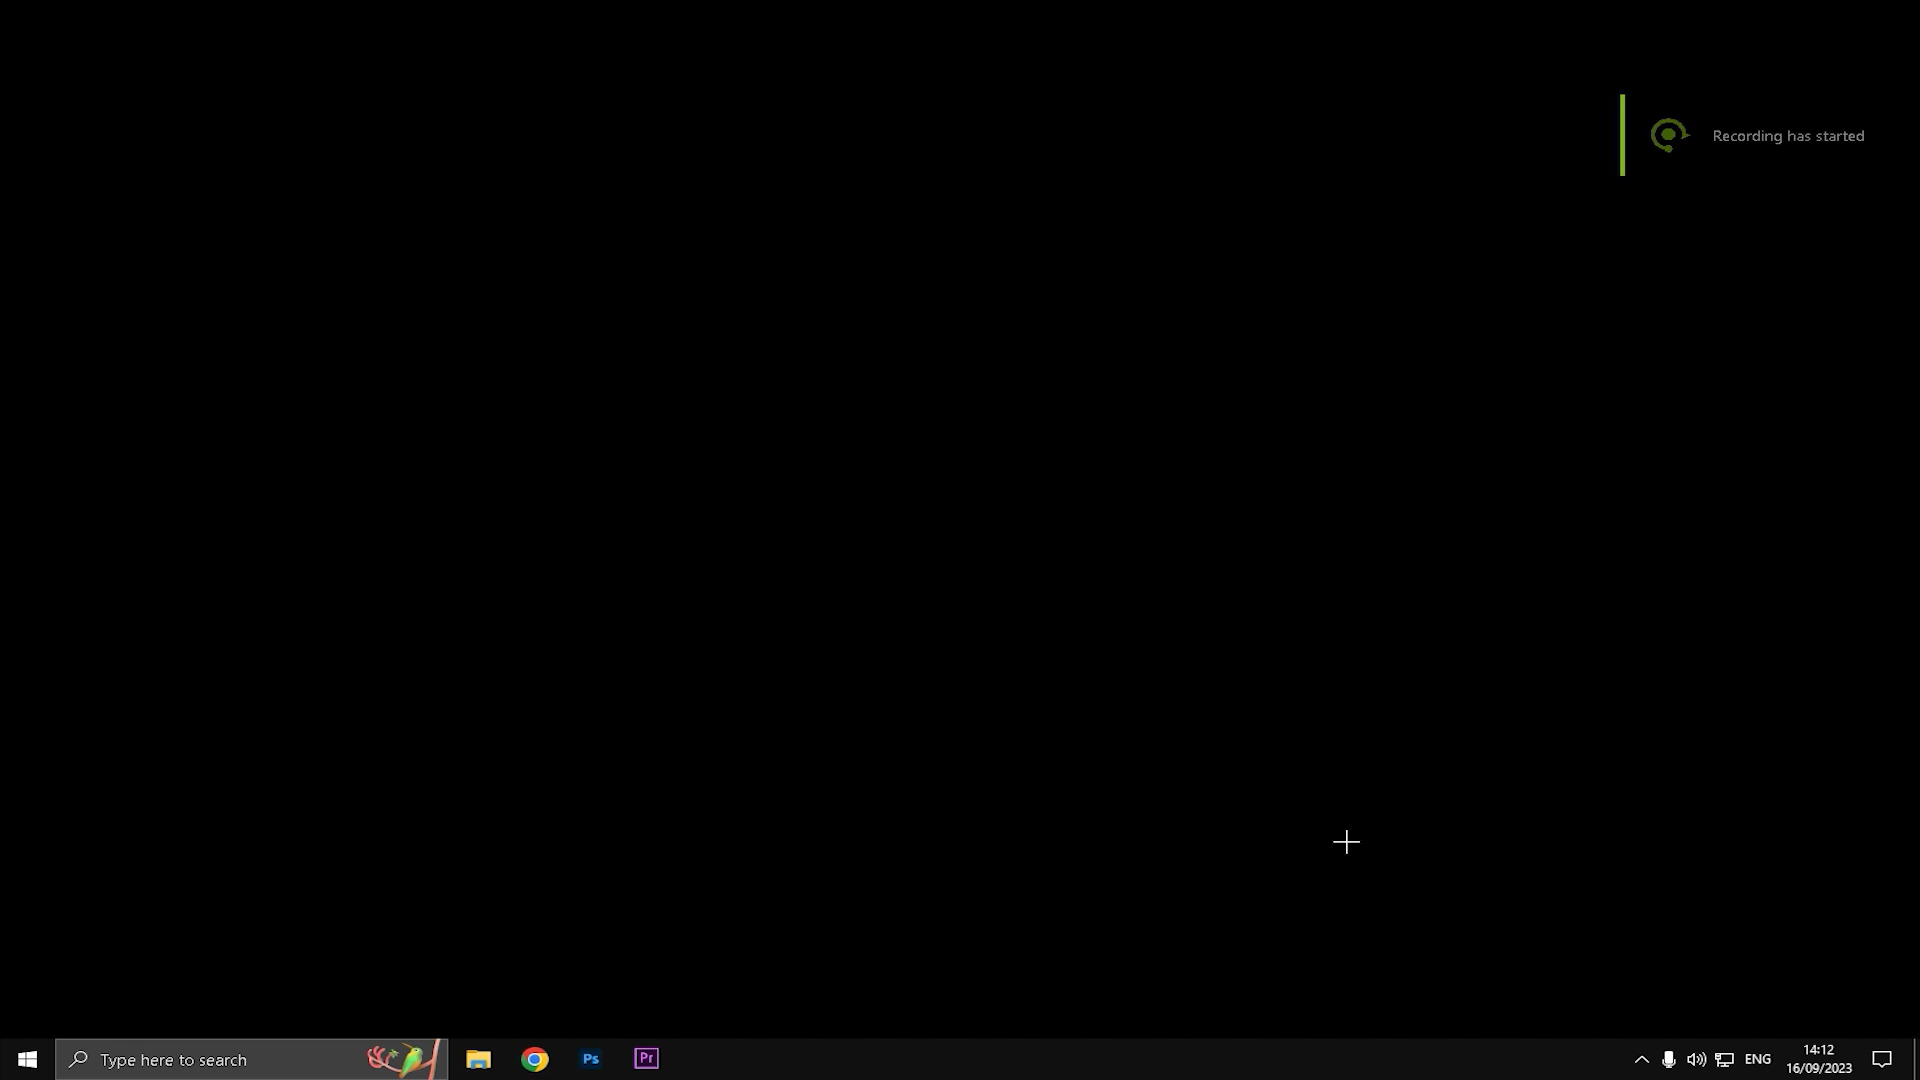 Recording has started
Type here to search
Ps
Pr
ENG
14:12
16/09/2023